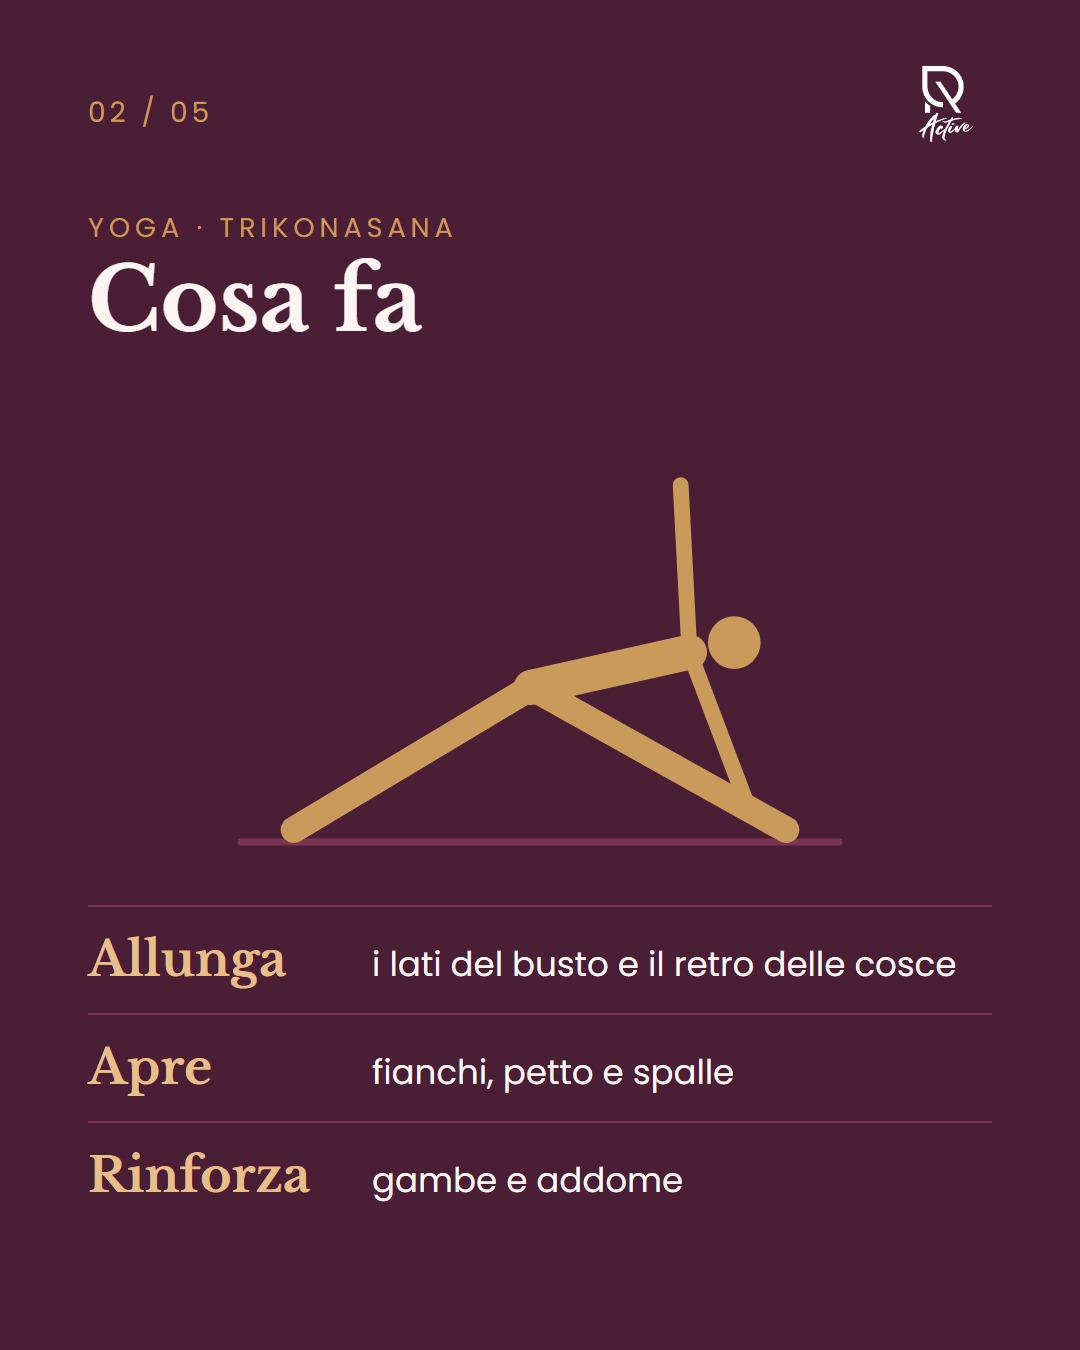 02 / 05
Active
YOGA · TRIKONASANA
Cosa fa
Allunga i lati del busto e il retro delle cosce
Apre fianchi, petto e spalle
Rinforza gambe e addome